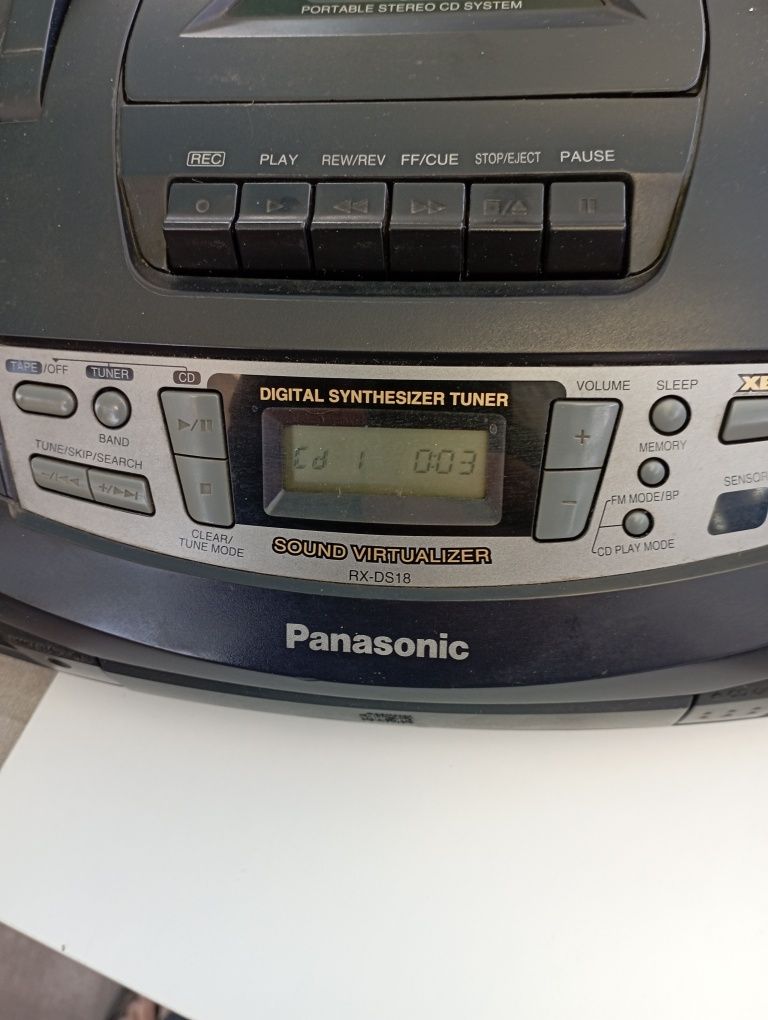 PORTABLE STEREO CD SYSTEM
REC PLAY REW/REV FF/CUE STOP/EJECT PAUSE
TAPE/OFF TUNER CD
BAND
TUNE/SKIP/SEARCH
CLEAR/
TUNE MODE
DIGITAL SYNTHESIZER TUNER
Cd 1 0:03
SOUND VIRTUALIZER
RX-DS18
VOLUME SLEEP
+
−
MEMORY
FM MODE/BP
CD PLAY MODE
SENSOR
Panasonic